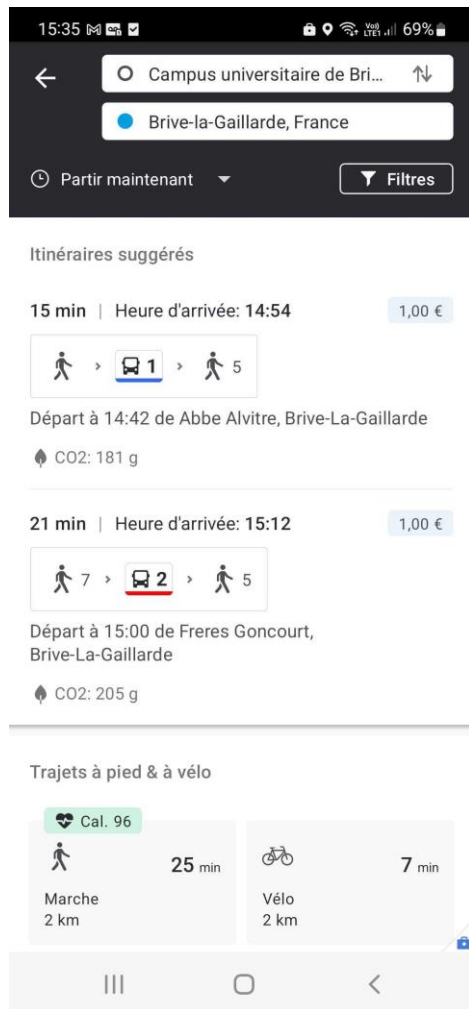 15:35 69%
Campus universitaire de Bri...
Brive-la-Gaillarde, France
Partir maintenant Filtres
Itinéraires suggérés
15 min | Heure d'arrivée: 14:54 1,00 €
1 5
Départ à 14:42 de Abbe Alvitre, Brive-La-Gaillarde
CO2: 181 g
21 min | Heure d'arrivée: 15:12 1,00 €
7 2 5
Départ à 15:00 de Freres Goncourt,
Brive-La-Gaillarde
CO2: 205 g
Trajets à pied & à vélo
Cal. 96
25 min 7 min
Marche Vélo
2 km 2 km